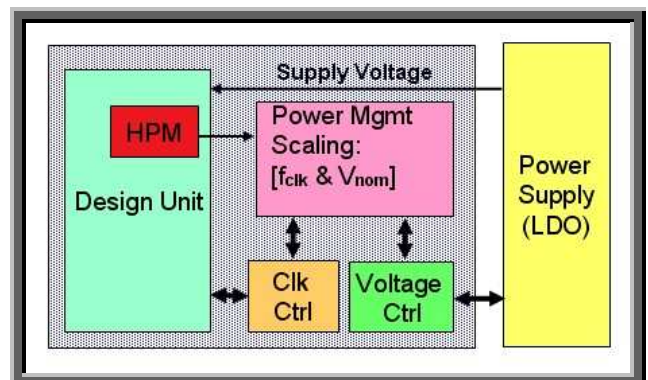 Supply Voltage
HPM
Power Mgmt
Scaling:
[fclk & Vnom]
Design Unit
Power
Supply
(LDO)
Clk
Ctrl
Voltage
Ctrl